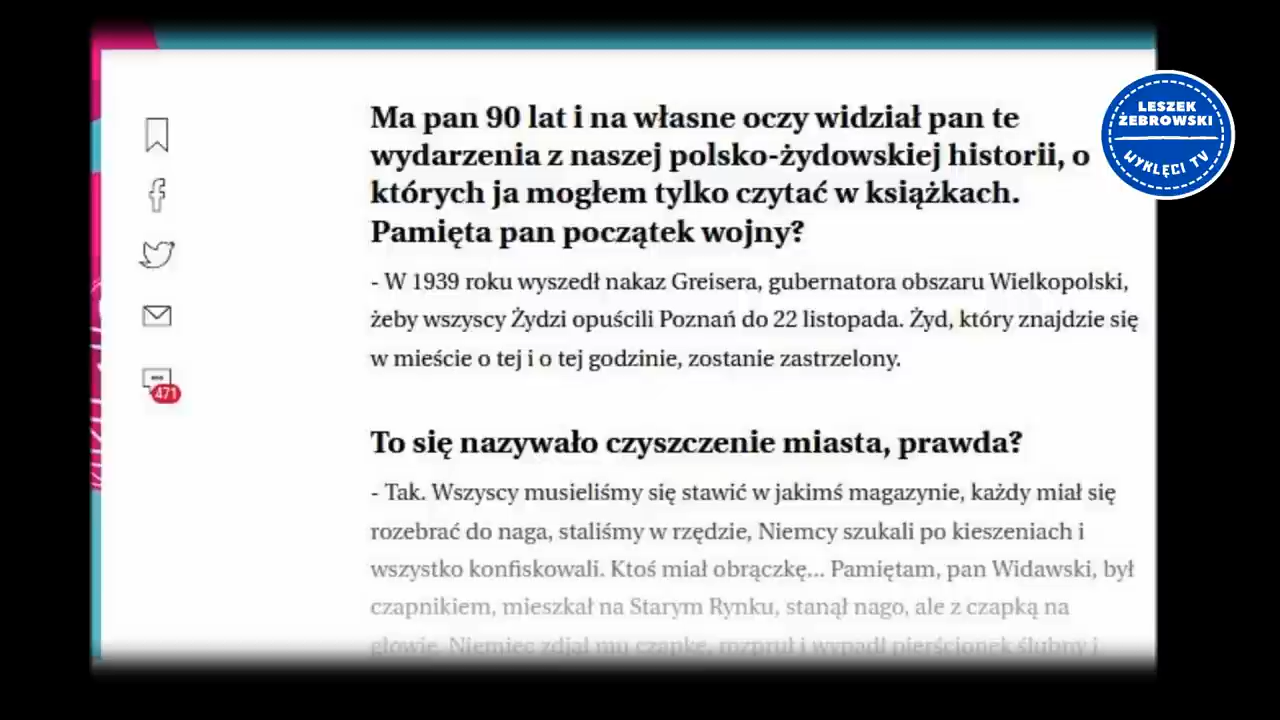 LESZEK
ŻEBROWSKI
WYKLĘCI TV
Ma pan 90 lat i na własne oczy widział pan te
wydarzenia z naszej polsko-żydowskiej historii, o
których ja mogłem tylko czytać w książkach.
Pamięta pan początek wojny?
- W 1939 roku wyszedł nakaz Greisera, gubernatora obszaru Wielkopolski,
żeby wszyscy Żydzi opuścili Poznań do 22 listopada. Żyd, który znajdzie się
w mieście o tej i o tej godzinie, zostanie zastrzelony.
471
To się nazywało czyszczenie miasta, prawda?
- Tak. Wszyscy musieliśmy się stawić w jakimś magazynie, każdy miał się
rozebrać do naga, staliśmy w rzędzie, Niemcy szukali po kieszeniach i
wszystko konfiskowali. Ktoś miał obrączkę... Pamiętam, pan Widawski, był
czapnikiem, mieszkał na Starym Rynku, stanął nago, ale z czapką na
głowie. Niemiec zdjął mu czapkę, rozpruł i wypadł pierścionek ślubny i